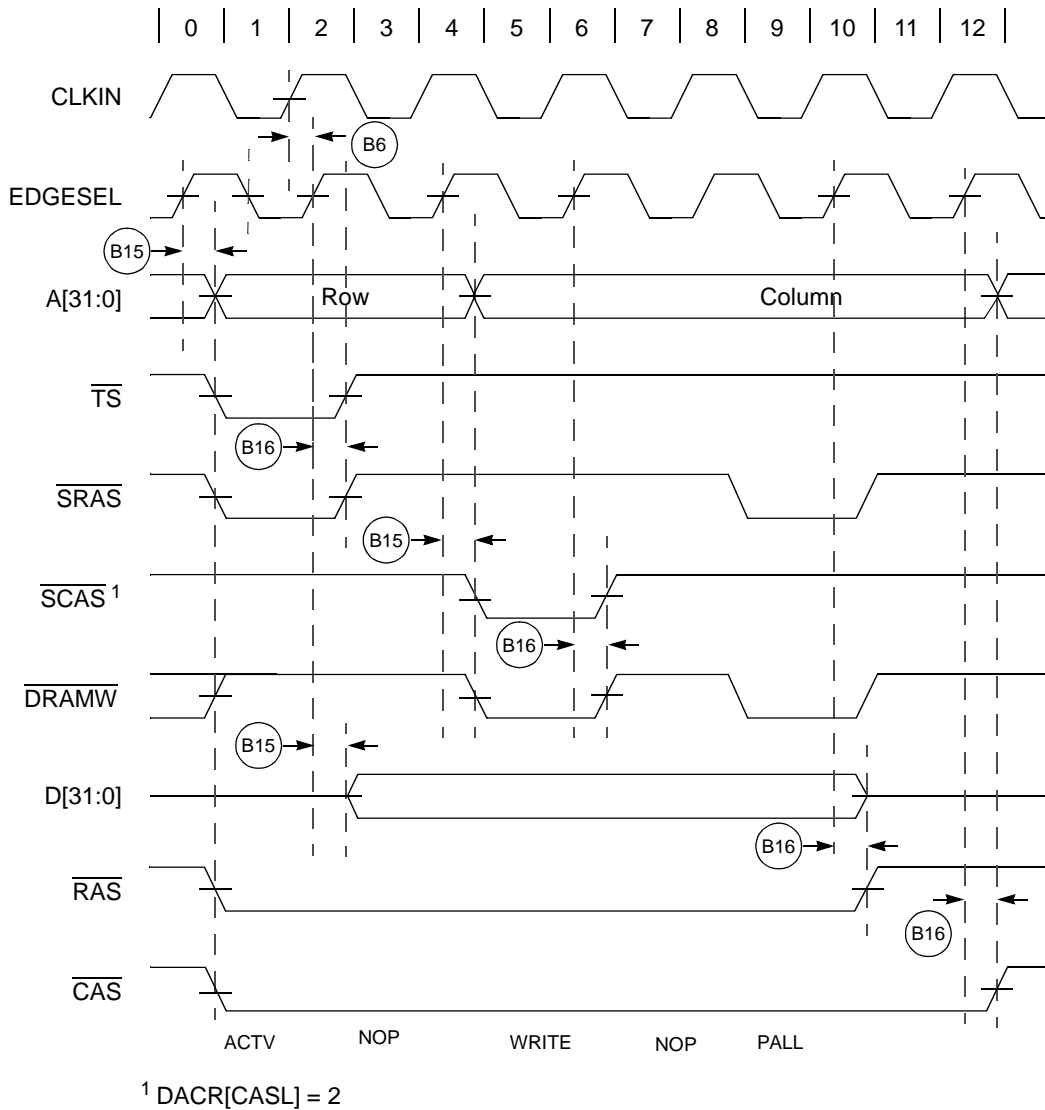 0 1 2 3 4 5 6 7 8 9 10 11 12
CLKIN
B6
EDGESEL
B15
A[31:0] Row Column
TS
B16
SRAS
B15
SCAS 1
B16
DRAMW
B15
D[31:0]
B16
RAS
B16
CAS
ACTV NOP WRITE NOP PALL
1 DACR[CASL] = 2